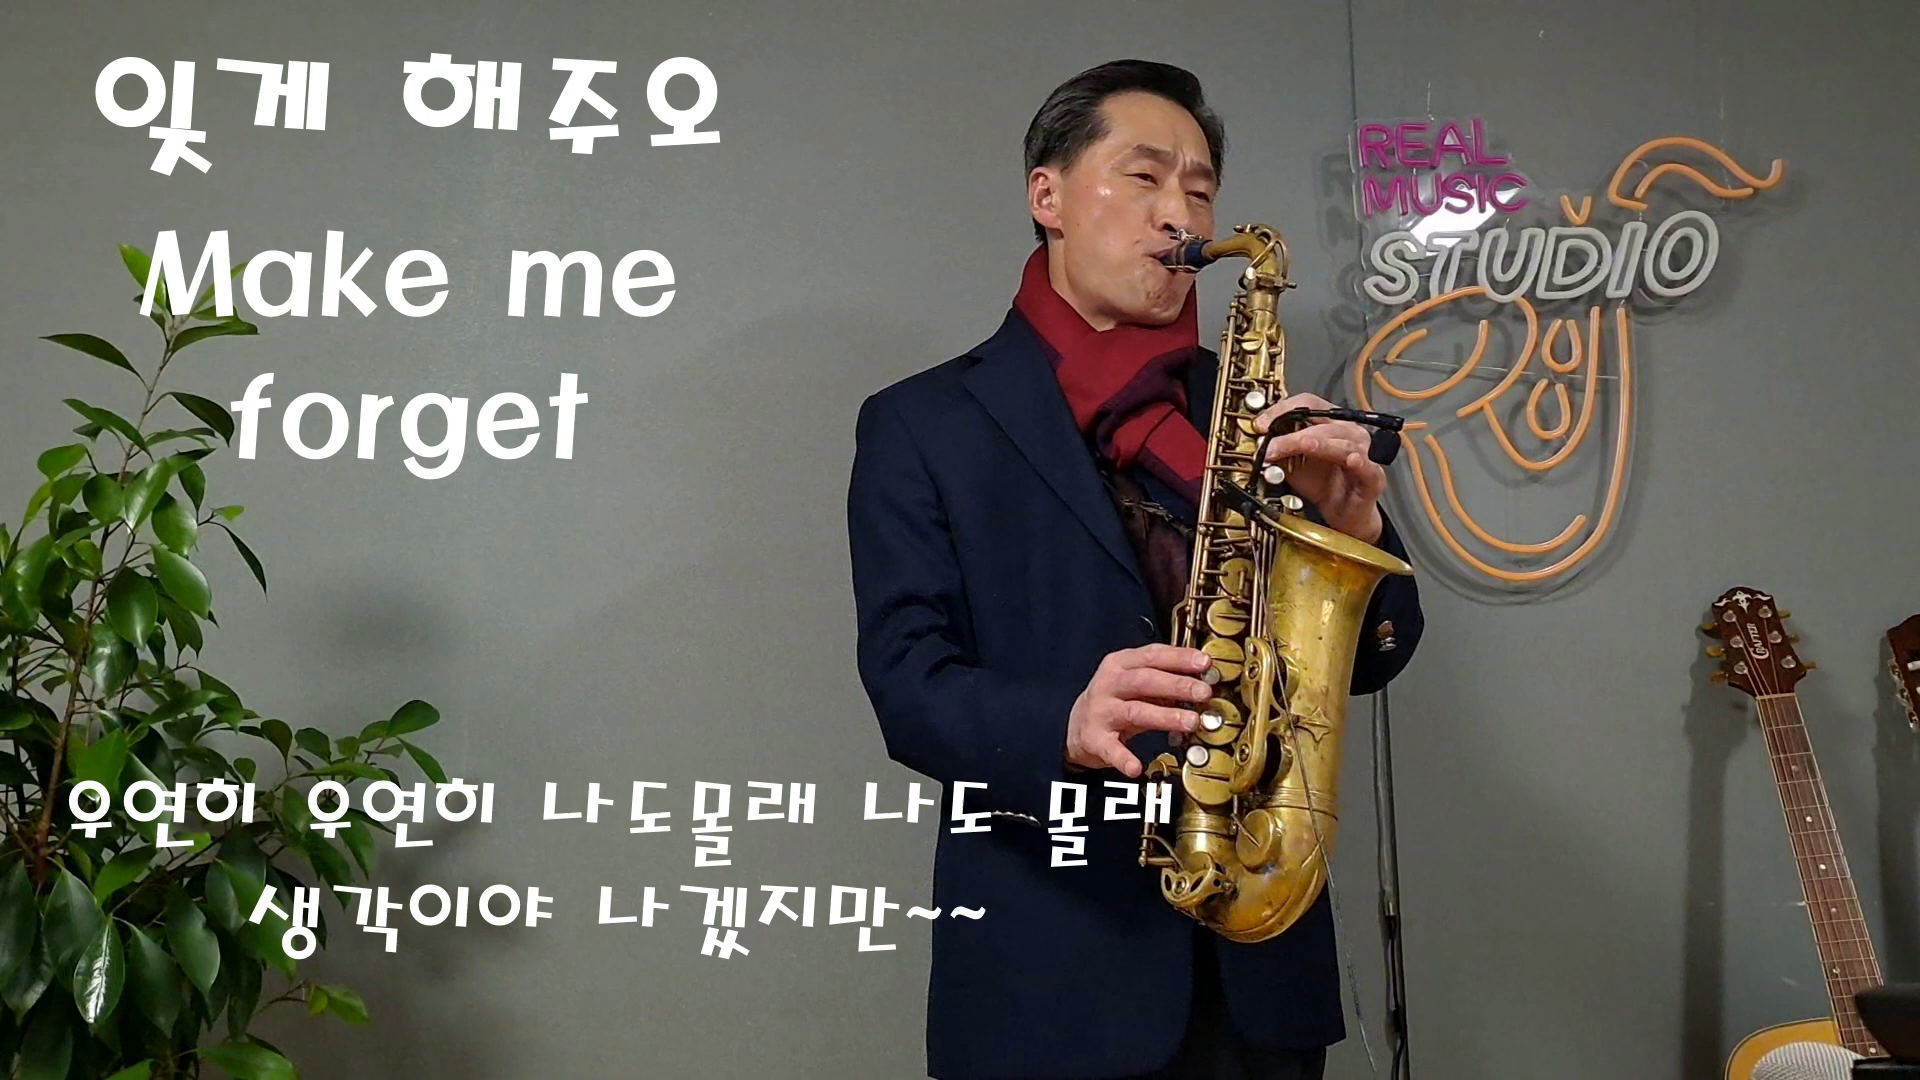 잊게 해주오
Make me
forget
REAL
MUSIC
STUDIO
CRAFTER
우연히 우연히 나도몰래 나도 몰래
생각이야 나겠지만~~